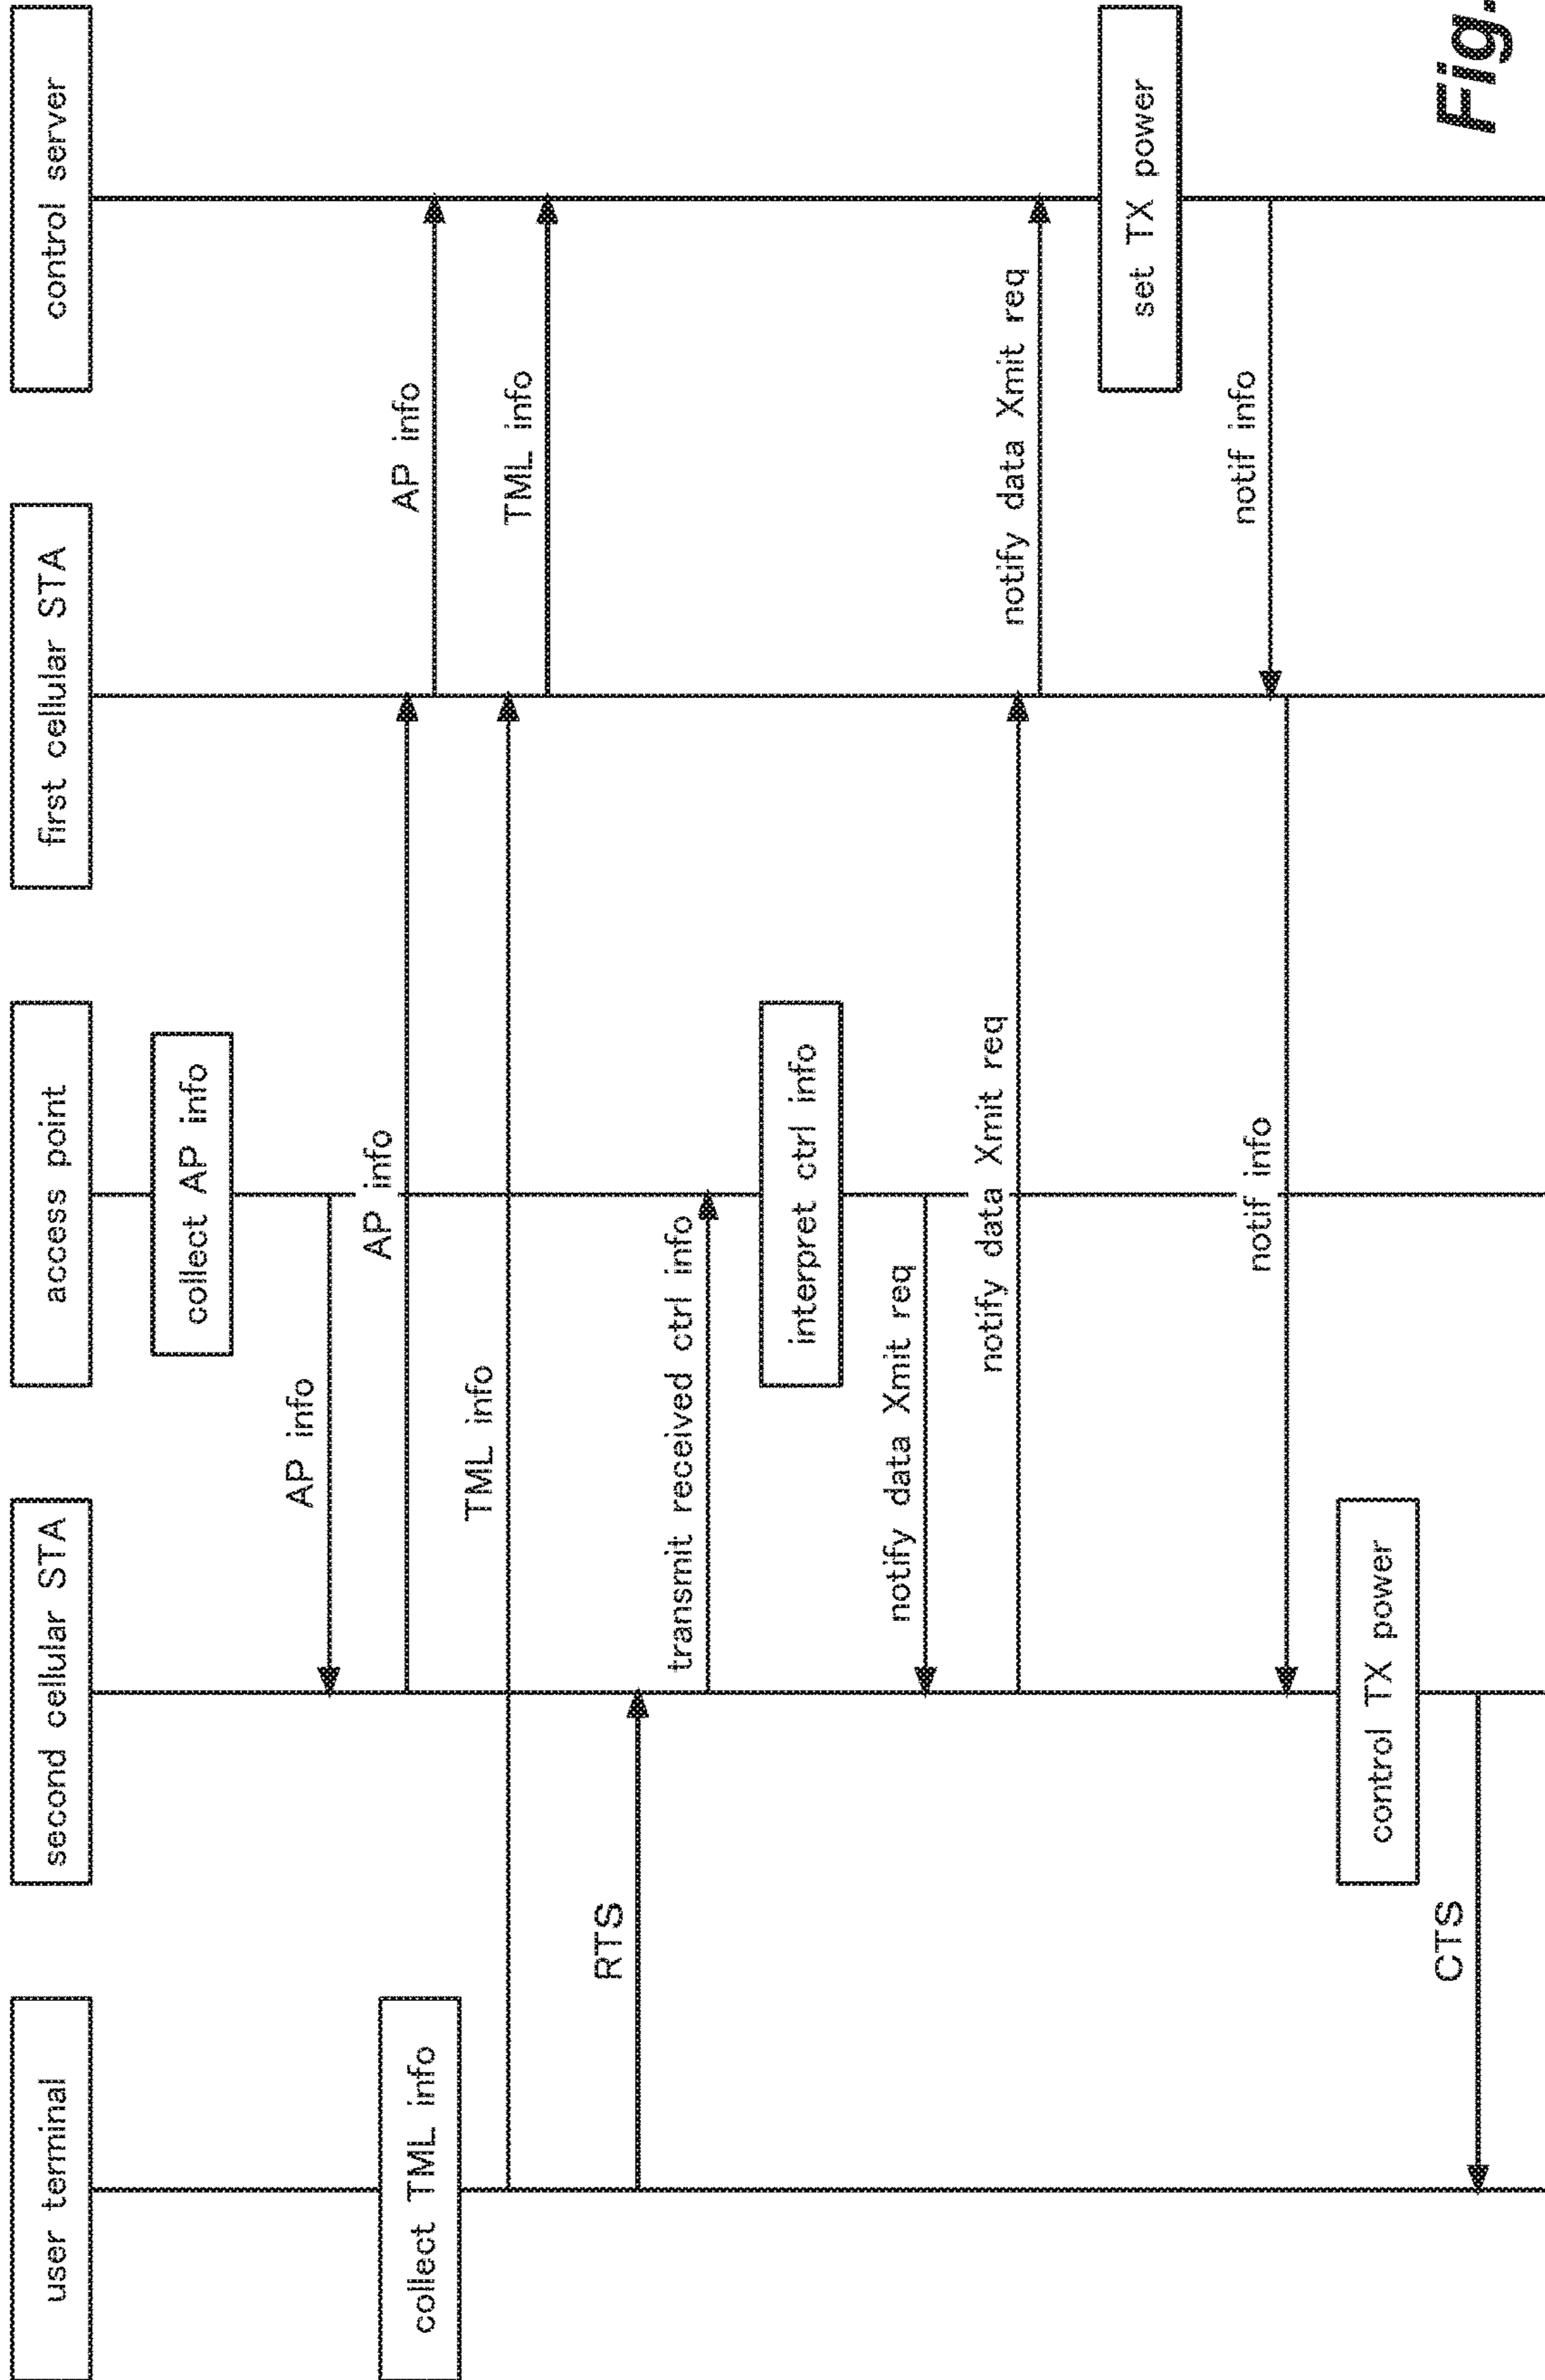 user terminal
second cellular STA
access point
first cellular STA
control server
collect AP info
AP info
AP info
AP info
collect TML info
TML info
TML info
RTS
transmit received ctrl info
interpret ctrl info
notify data Xmit req
notify data Xmit req
notify data Xmit req
set TX power
notif info
notif info
control TX power
CTS
Fig.